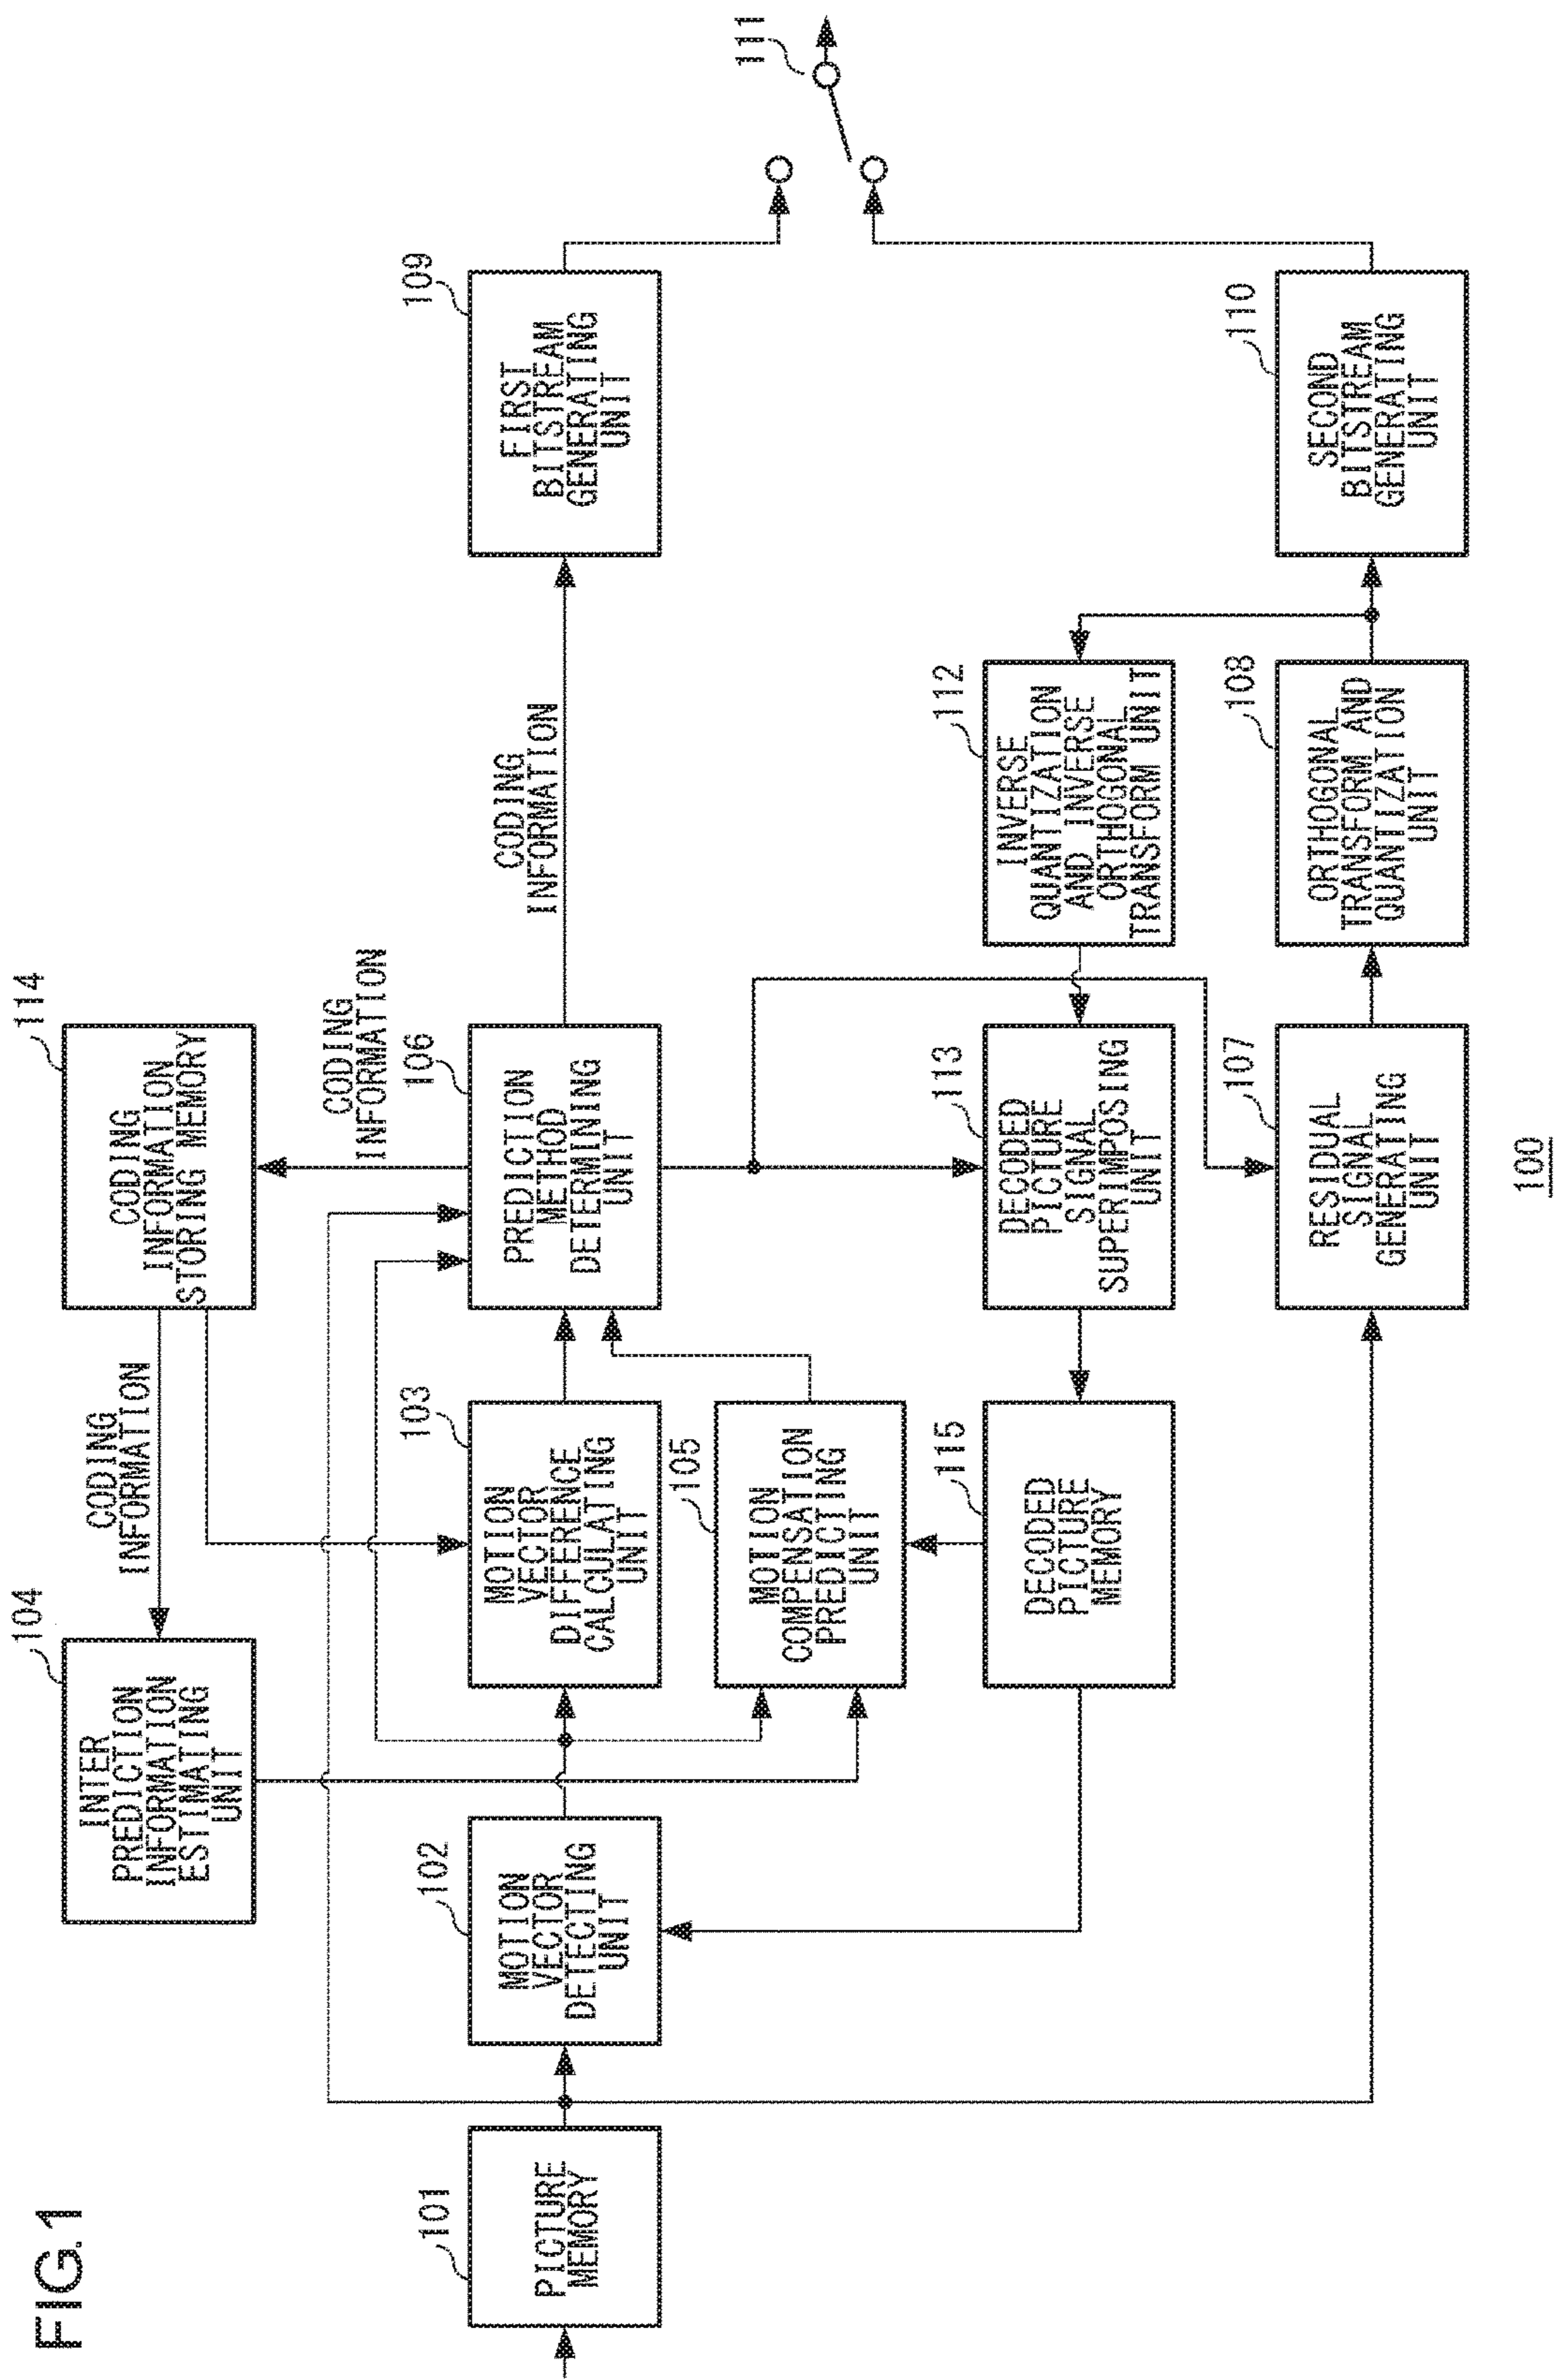 FIG.1
104
INTER
PREDICTION
INFORMATION
ESTIMATING
UNIT
CODING
INFORMATION
114
CODING
INFORMATION
STORING MEMORY
CODING
INFORMATION
101
PICTURE
MEMORY
102
MOTION
VECTOR
DETECTING
UNIT
103
MOTION
VECTOR
DIFFERENCE
CALCULATING
UNIT
106
PREDICTION
METHOD
DETERMINING
UNIT
CODING
INFORMATION
109
FIRST
BITSTREAM
GENERATING
UNIT
111
105
MOTION
COMPENSATION
PREDICTING
UNIT
115
DECODED
PICTURE
MEMORY
113
DECODED
PICTURE
SIGNAL
SUPERIMPOSING
UNIT
112
INVERSE
QUANTIZATION
AND INVERSE
ORTHOGONAL
TRANSFORM UNIT
107
RESIDUAL
SIGNAL
GENERATING
UNIT
108
ORTHOGONAL
TRANSFORM AND
QUANTIZATION
UNIT
110
SECOND
BITSTREAM
GENERATING
UNIT
100